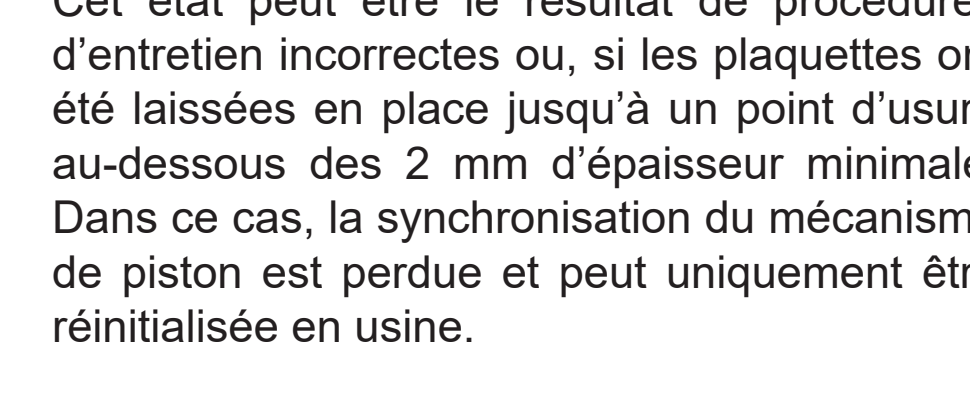 Cet état peut être le résultat de procédure
d’entretien incorrectes ou, si les plaquettes on
été laissées en place jusqu’à un point d’usur
au-dessous des 2 mm d’épaisseur minimale
Dans ce cas, la synchronisation du mécanism
de piston est perdue et peut uniquement êtr
réinitialisée en usine.